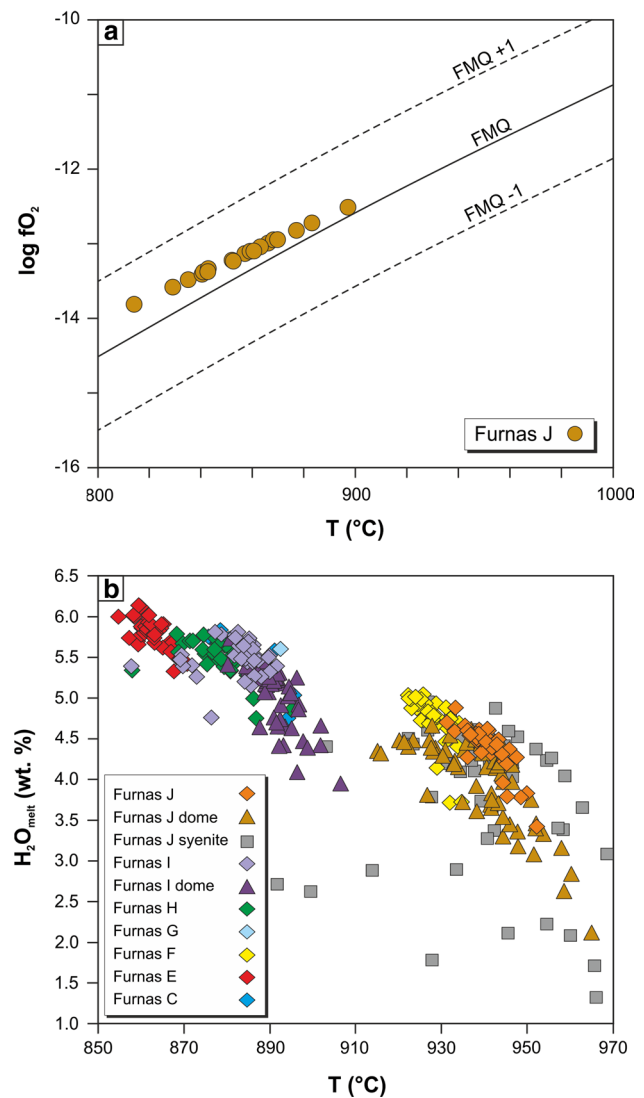 a
-10
-12
-14
-16
log fO₂
FMQ +1
FMQ
FMQ -1
Furnas J
800
900
1000
T (°C)
b
6.5
6.0
5.5
5.0
4.5
4.0
3.5
3.0
2.5
2.0
1.5
1.0
H₂Omelt (wt. %)
Furnas J
Furnas J dome
Furnas J syenite
Furnas I
Furnas I dome
Furnas H
Furnas G
Furnas F
Furnas E
Furnas C
850
870
890
910
930
950
970
T (°C)